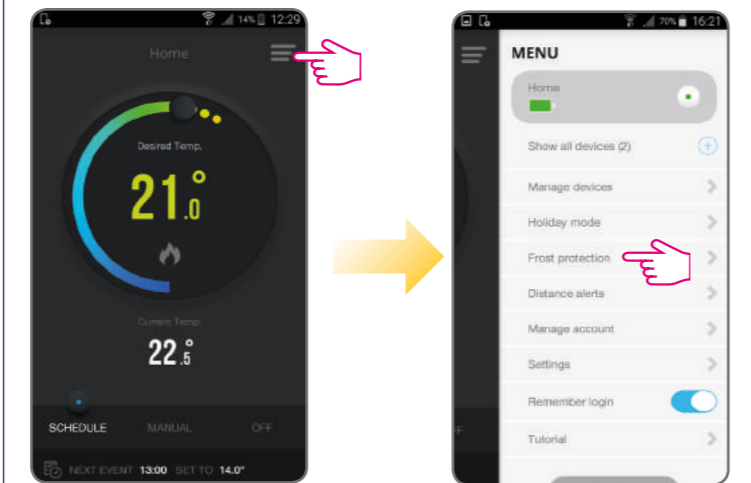 14% 12:29
Home
Desired Temp.
21.0°
Current Temp.
22.5°
SCHEDULE MANUAL OFF
NEXT EVENT 13:00 SET TO 14.0°
70% 16:21
MENU
Home
Show all devices (2)
Manage devices
Holiday mode
Frost protection
Distance alerts
Manage account
Settings
Remember login
Tutorial
F